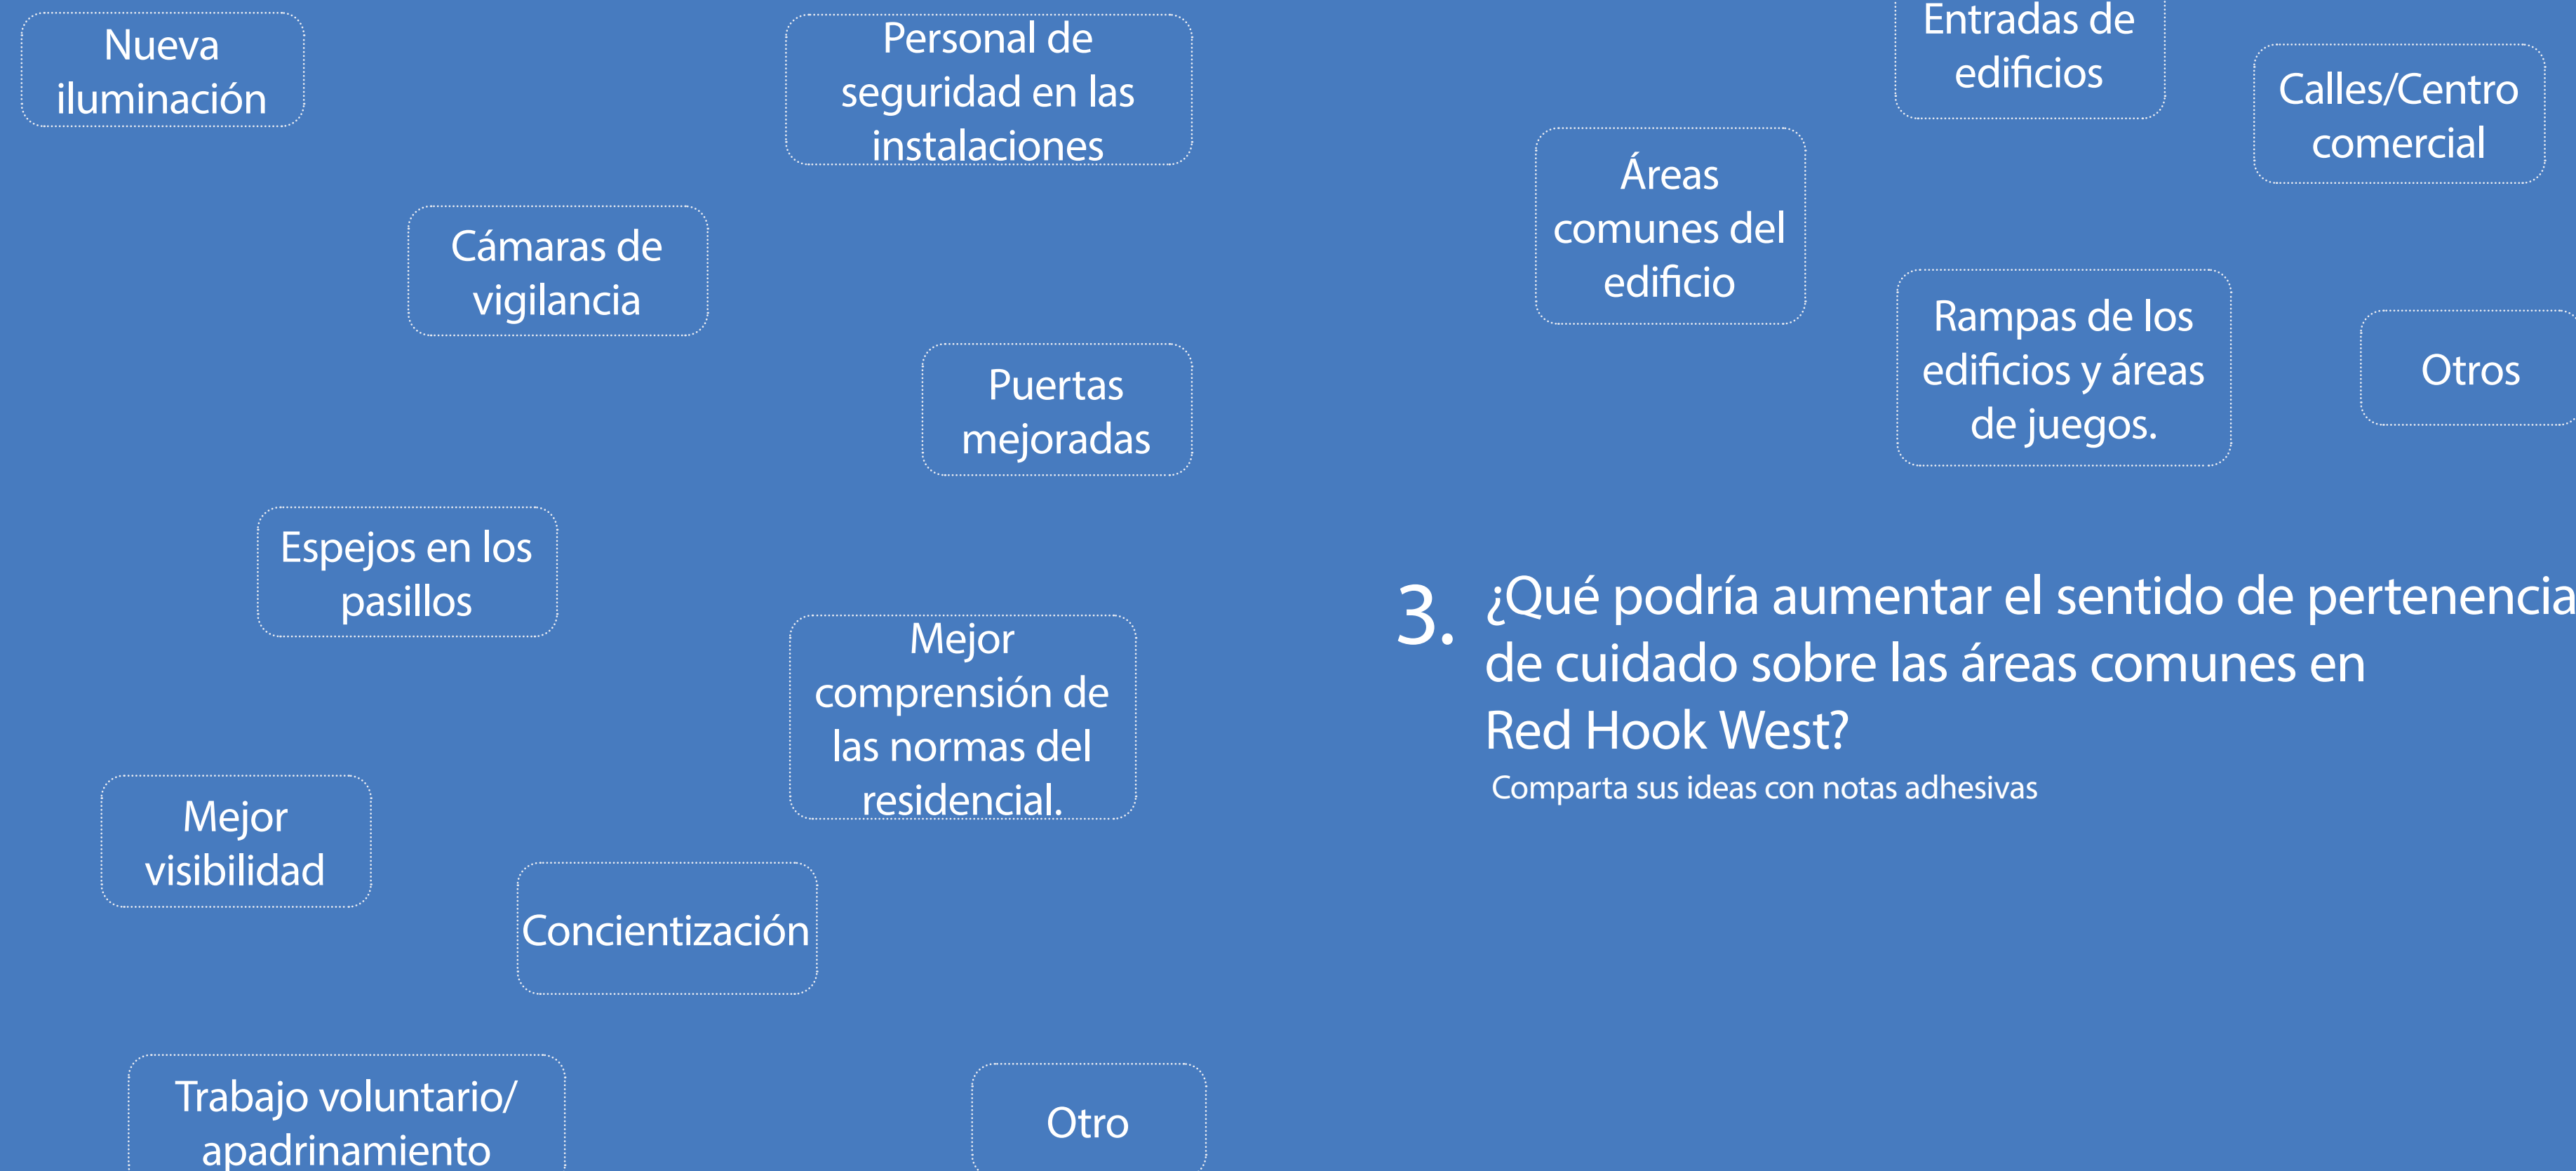 Nueva
iluminación
Personal de
seguridad en las
instalaciones
Cámaras de
vigilancia
Puertas
mejoradas
Espejos en los
pasillos
Mejor
comprensión de
las normas del
residencial.
Mejor
visibilidad
Concientización
Trabajo voluntario/
apadrinamiento
Otro
Entradas de
edificios
Calles/Centro
comercial
Áreas
comunes del
edificio
Rampas de los
edificios y áreas
de juegos.
Otros
3. ¿Qué podría aumentar el sentido de pertenencia
de cuidado sobre las áreas comunes en
Red Hook West?
Comparta sus ideas con notas adhesivas